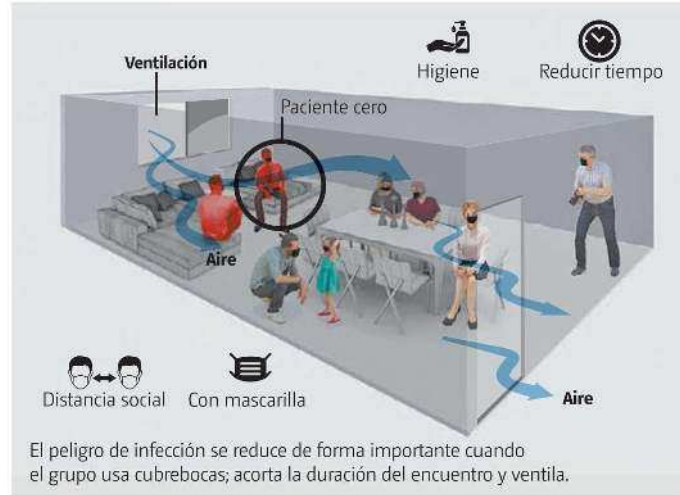 Ventilación
Higiene
Reducir tiempo
Paciente cero
Aire
Distancia social
Con mascarilla
Aire
El peligro de infección se reduce de forma importante cuando
el grupo usa cubrebocas; acorta la duración del encuentro y ventila.